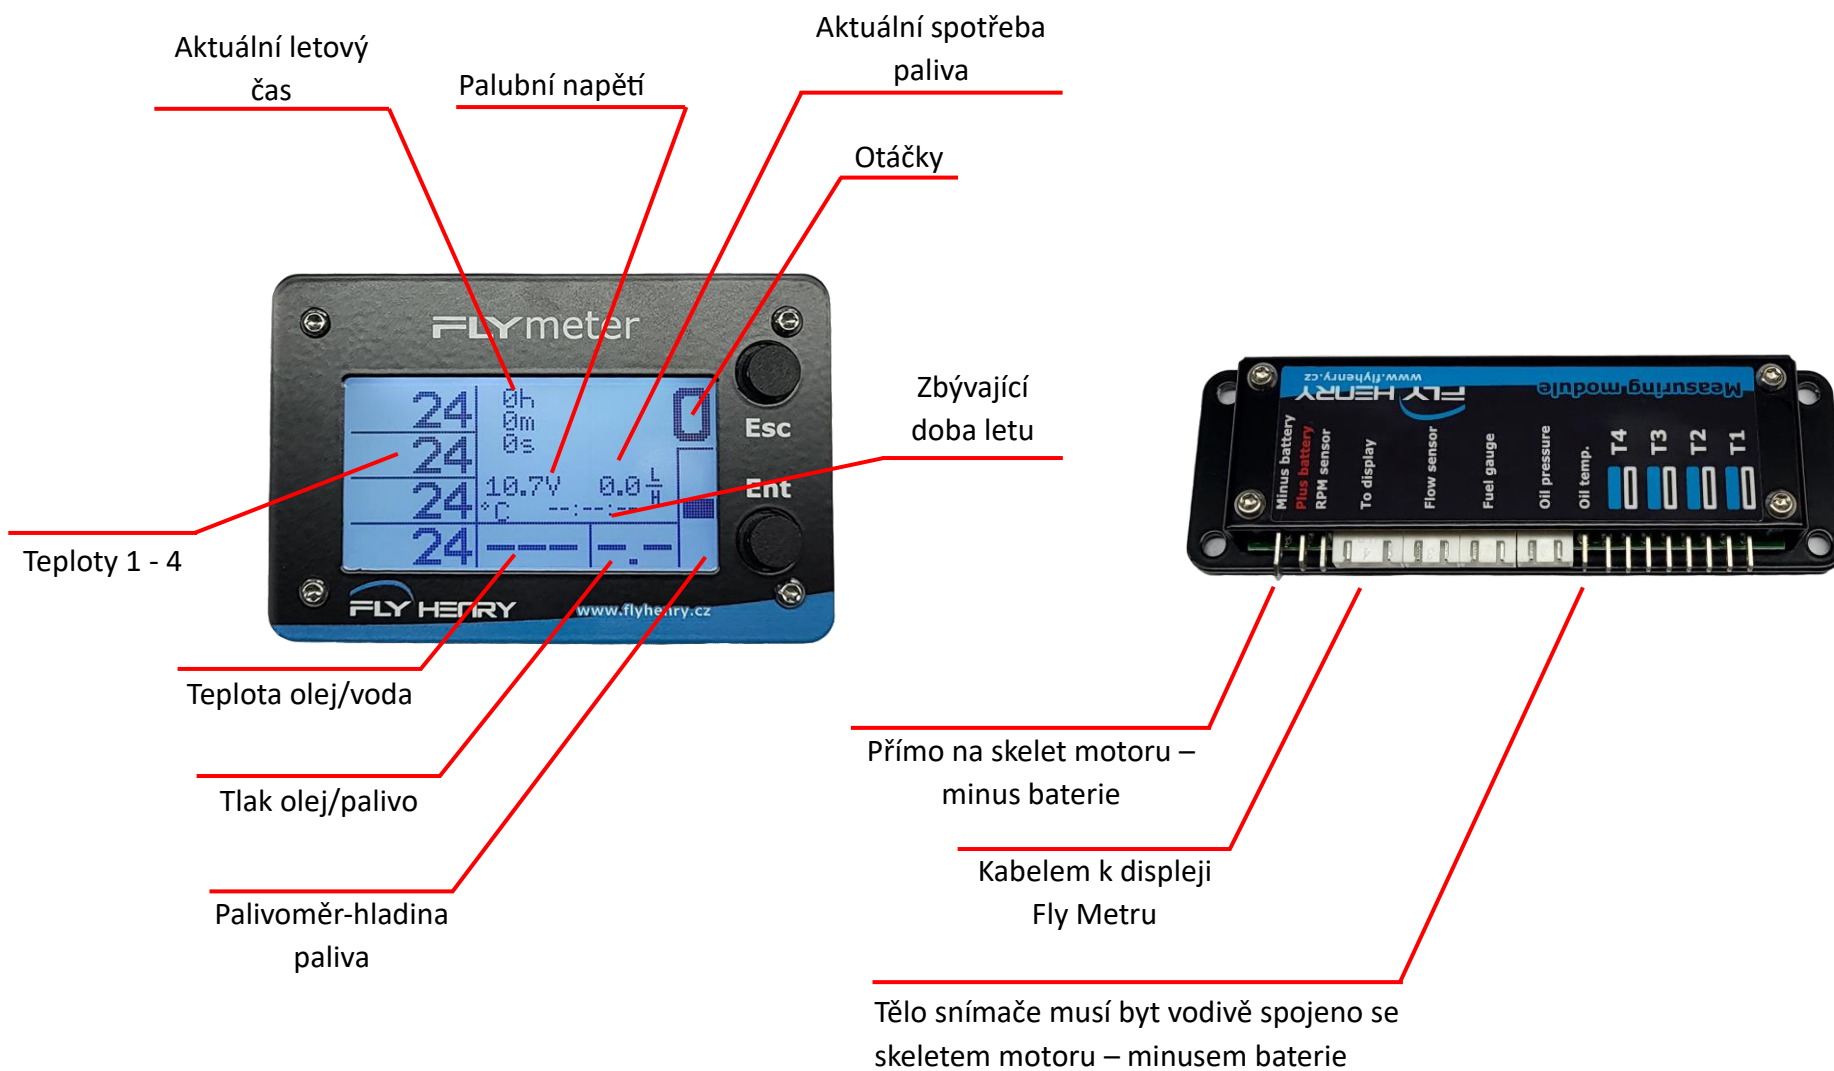 Aktuální letový
čas
Palubní napětí
Aktuální spotřeba
paliva
Otáčky
Zbývající
doba letu
FLYmeter
24
24
24
24
0h
0m
0s
10.7V
0.0 L/H
°C
--:--:--
---
-.-
0
Esc
Ent
FLY HENRY
www.flyhenry.cz
Teploty 1 - 4
Teplota olej/voda
Tlak olej/palivo
Palivoměr-hladina
paliva
www.flyhenry.cz
FLY HENRY
Measuring module
Minus battery
Plus battery
RPM sensor
To display
Flow sensor
Fuel gauge
Oil pressure
Oil temp.
T4
T3
T2
T1
Přímo na skelet motoru –
minus baterie
Kabelem k displeji
Fly Metru
Tělo snímače musí byt vodivě spojeno se
skeletem motoru – minusem baterie